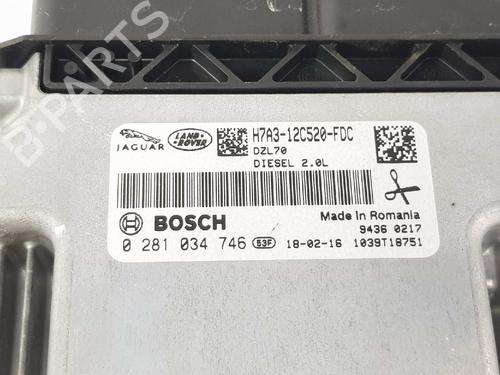 B-PARTS
JAGUAR
LAND ROVER
H7A3-12C520-FDC
DZL70
DIESEL 2.0L
BOSCH
Made in Romania
9436 0217
0 281 034 746 53F 18-02-16 1039T18751